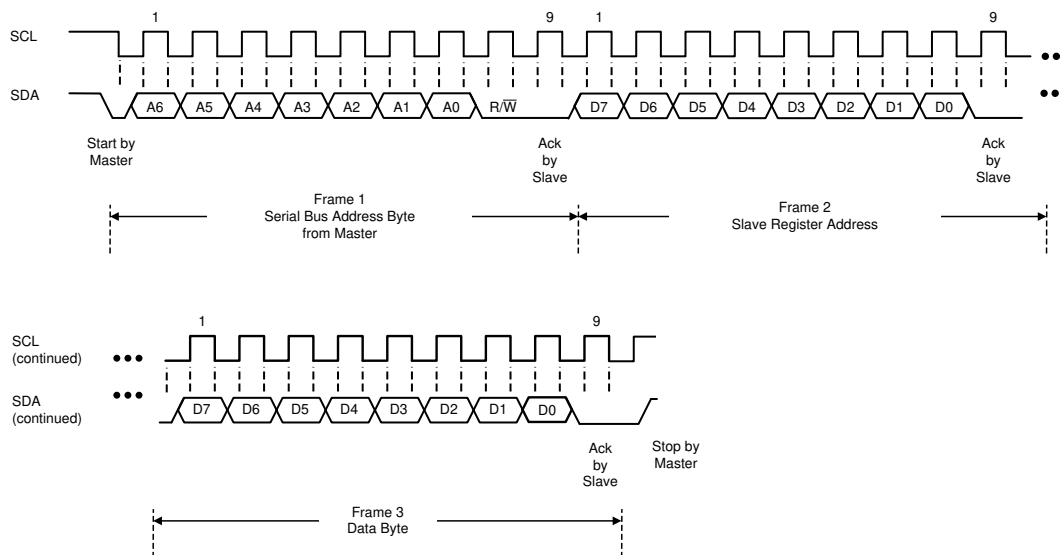 1 9 1 9
SCL
SDA
A6 A5 A4 A3 A2 A1 A0 R/W̅ D7 D6 D5 D4 D3 D2 D1 D0
Start by
Master
Ack
by
Slave
Ack
by
Slave
Frame 1
Serial Bus Address Byte
from Master
Frame 2
Slave Register Address
1 9
SCL
(continued)
SDA
(continued)
D7 D6 D5 D4 D3 D2 D1 D0
Ack
by
Slave
Stop by
Master
Frame 3
Data Byte